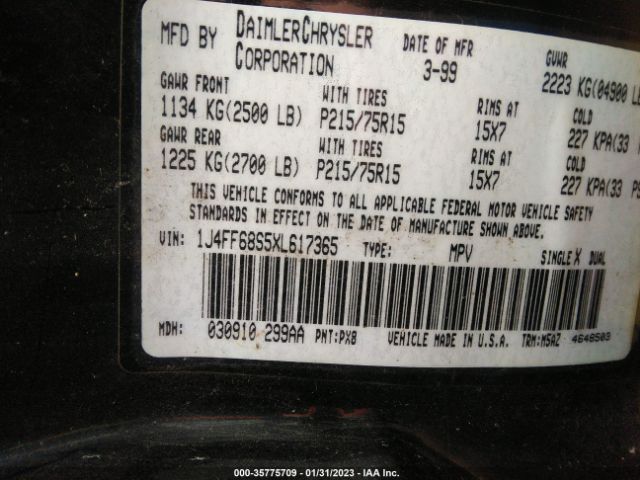 MFD BY DAIMLERCHRYSLER CORPORATION DATE OF MFR 3-99 GVWR 2223 KG(04900 LB
GAWR FRONT WITH TIRES RIMS AT COLD
1134 KG(2500 LB) P215/75R15 15X7 227 KPA(33 P
GAWR REAR WITH TIRES RIMS AT COLD
1225 KG(2700 LB) P215/75R15 15X7 227 KPA(33 PS
THIS VEHICLE CONFORMS TO ALL APPLICABLE FEDERAL MOTOR VEHICLE SAFETY
STANDARDS IN EFFECT ON THE DATE OF MANUFACTURE SHOWN ABOVE.
VIN: 1J4FF68S5XL617365 TYPE: MPV SINGLE X DUAL
MDH: 030910 299AA PNT:PX8 VEHICLE MADE IN U.S.A. TRM:M5AZ 4648503
000-35775709 - 01/31/2023 - IAA Inc.